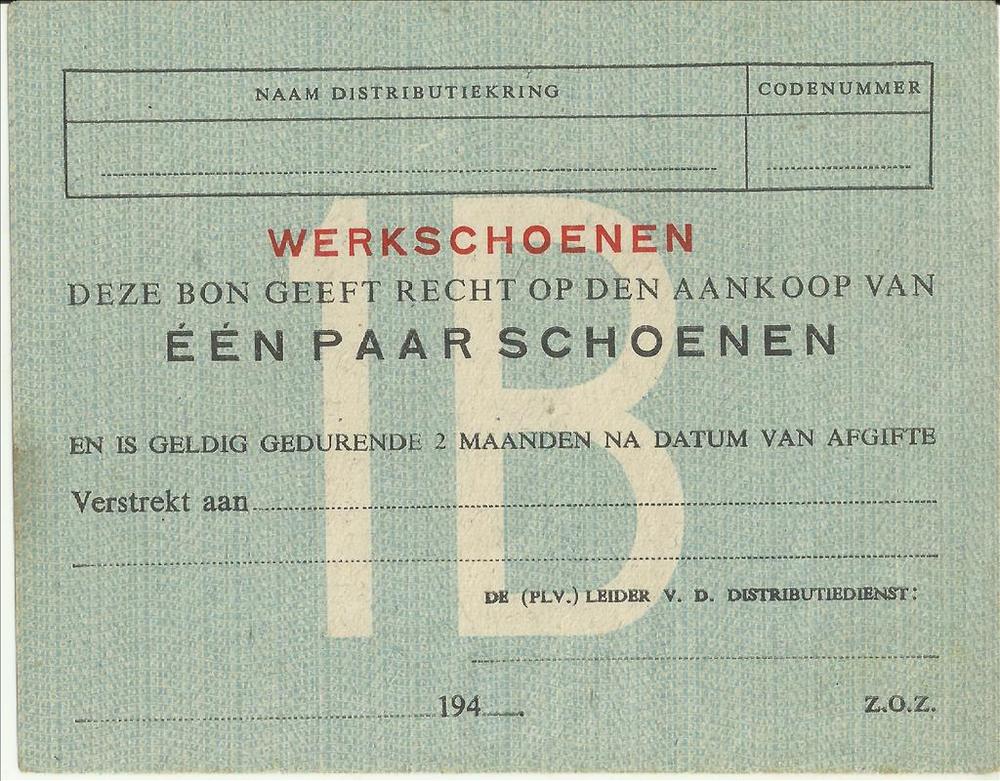 NAAM DISTRIBUTIEKRING CODENUMMER
1B
WERKSCHOENEN
DEZE BON GEEFT RECHT OP DEN AANKOOP VAN
ÉÉN PAAR SCHOENEN
EN IS GELDIG GEDURENDE 2 MAANDEN NA DATUM VAN AFGIFTE
Verstrekt aan
DE (PLV.) LEIDER V. D. DISTRIBUTIEDIENST:
194
Z.O.Z.